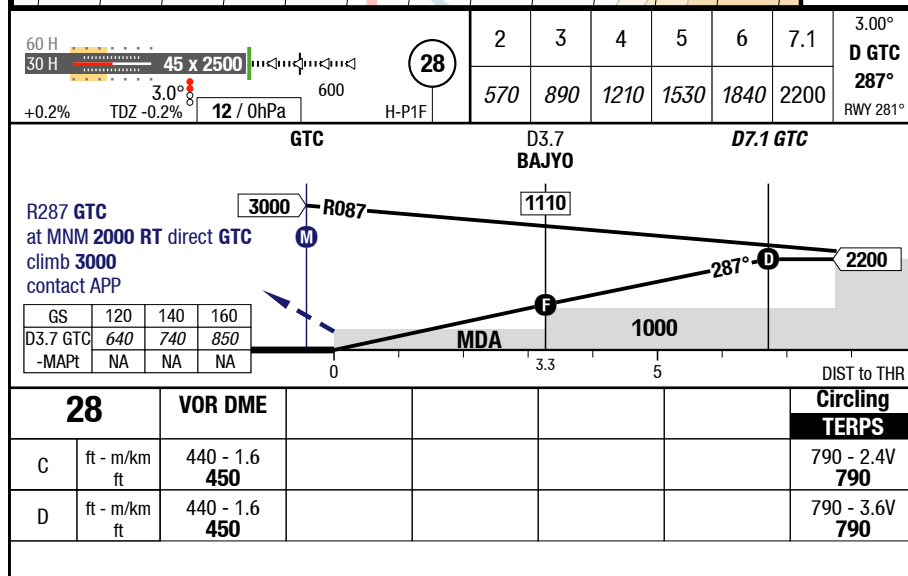 60 H
30 H
45 x 2500
600
3.0°
+0.2%
TDZ -0.2%
12 / 0hPa
H-P1F
28
2 3 4 5 6 7.1
570 890 1210 1530 1840 2200
3.00°
D GTC
287°
RWY 281°
GTC
D3.7
BAJYO
D7.1 GTC
3000
R087
1110
M
R287 GTC
at MNM 2000 RT direct GTC
climb 3000
contact APP
287°
D
2200
F
GS 120 140 160
D3.7 GTC 640 740 850
-MAPt NA NA NA
MDA
1000
0
3.3
5
DIST to THR
28 VOR DME Circling
TERPS
C ft - m/km 440 - 1.6 790 - 2.4V
ft 450 790
D ft - m/km 440 - 1.6 790 - 3.6V
ft 450 790